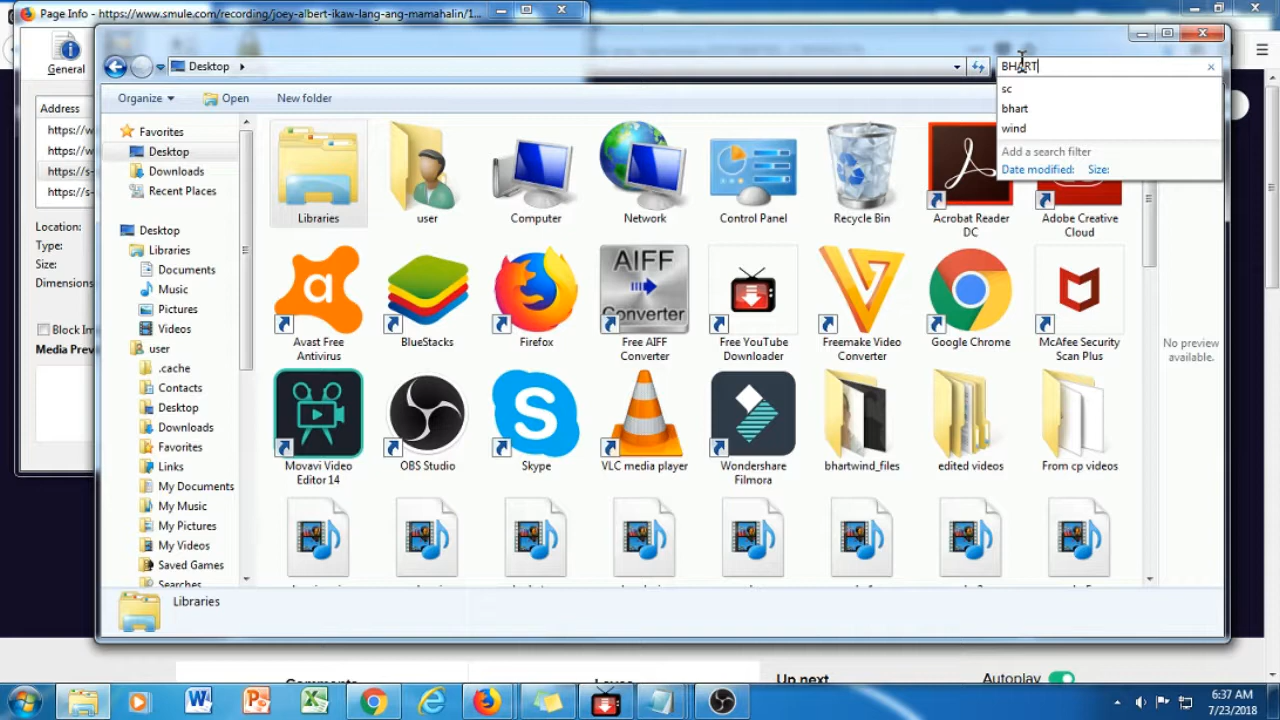 Page Info - https://www.smule.com/recording/joey-albert-ikaw-lang-ang-mamahalin/1...
General
Address
https://w
https://w
https://s-
https://s-
Location:
Type:
Size:
Dimensions
Block Im
Media Prev
Desktop
BHART
sc
bhart
wind
Add a search filter
Date modified: Size:
Organize
Open
New folder
Favorites
Desktop
Downloads
Recent Places
Desktop
Libraries
Documents
Music
Pictures
Videos
user
.cache
Contacts
Desktop
Downloads
Favorites
Links
My Documents
My Music
My Pictures
My Videos
Saved Games
Searches
Libraries
user
Computer
Network
Control Panel
Recycle Bin
Acrobat Reader DC
Adobe Creative Cloud
AIFF
Converter
Avast Free Antivirus
BlueStacks
Firefox
Free AIFF Converter
Free YouTube Downloader
Freemake Video Converter
Google Chrome
McAfee Security Scan Plus
No preview available.
Movavi Video Editor 14
OBS Studio
Skype
VLC media player
Wondershare Filmora
bhartwind_files
edited videos
From cp videos
Libraries
Up next
Autoplay
6:37 AM
7/23/2018